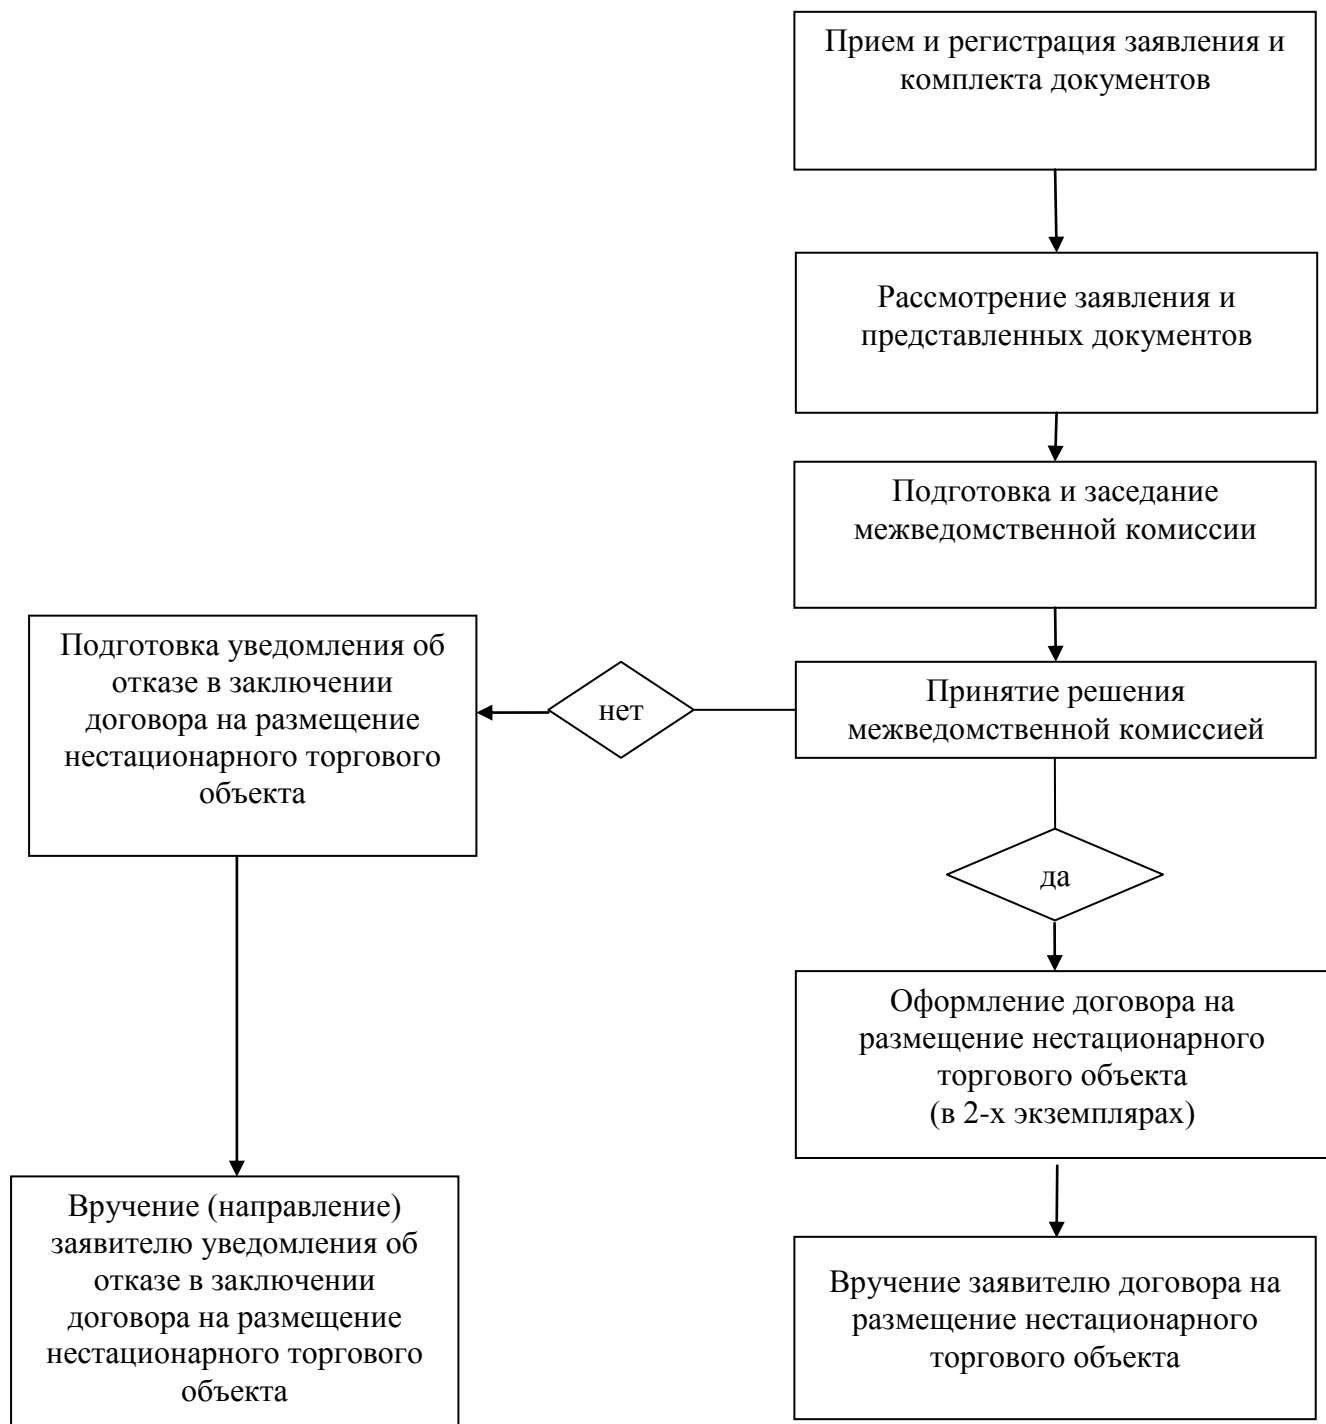 Прием и регистрация заявления и
комплекта документов
Рассмотрение заявления и
представленных документов
Подготовка и заседание
межведомственной комиссии
Принятие решения
межведомственной комиссией
нет
Подготовка уведомления об
отказе в заключении
договора на размещение
нестационарного торгового
объекта
да
Оформление договора на
размещение нестационарного
торгового объекта
(в 2-х экземплярах)
Вручение (направление)
заявителю уведомления об
отказе в заключении
договора на размещение
нестационарного торгового
объекта
Вручение заявителю договора на
размещение нестационарного
торгового объекта